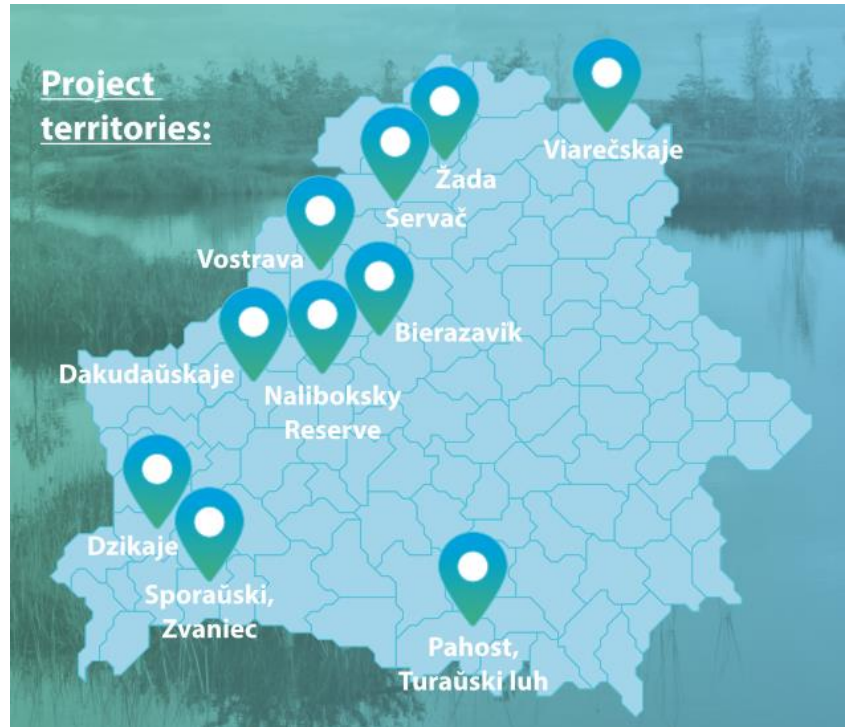 Project
territories:
Viarečskaje
Žada
Servač
Vostrava
Bierazavik
Dakudaŭskaje
Naliboksky
Reserve
Dzikaje
Sporaŭski,
Zvaniec
Pahost,
Turaŭski luh